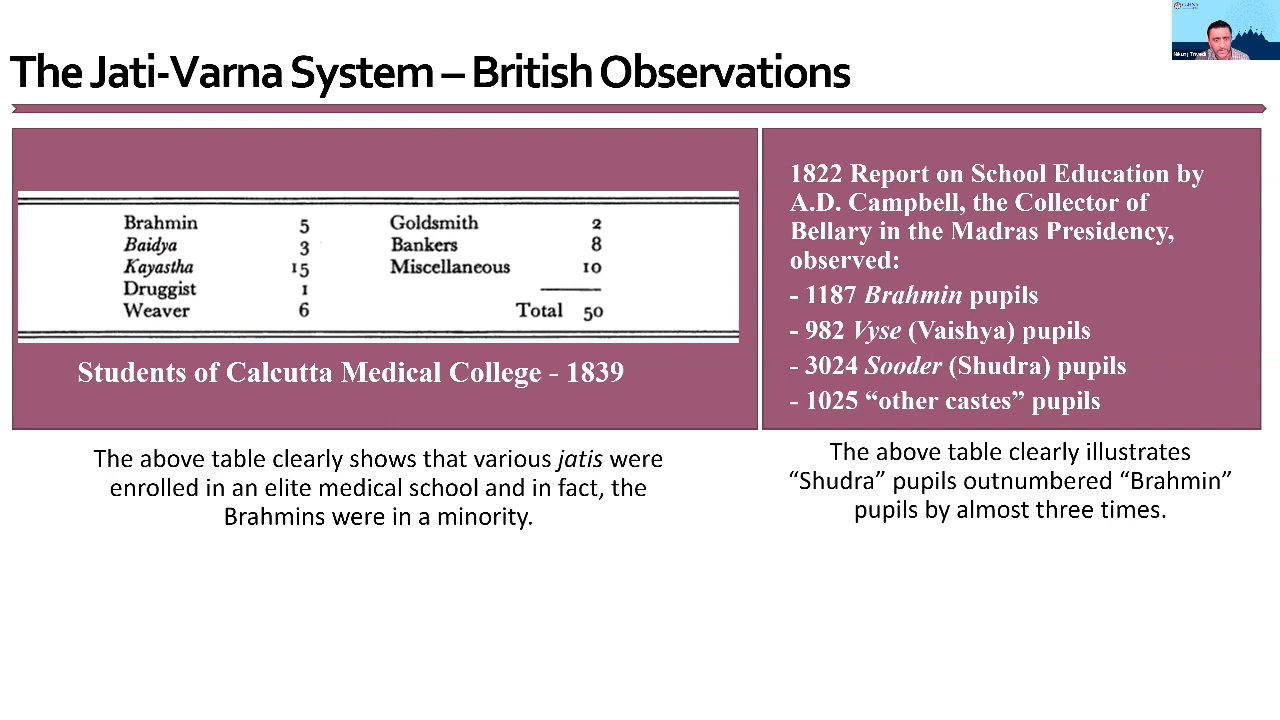 The Jati-Varna System – British Observations
Brahmin 5 Goldsmith 2
Baidya 3 Bankers 8
Kayastha 15 Miscellaneous 10
Druggist 1
Weaver 6 Total 50
Students of Calcutta Medical College - 1839
The above table clearly shows that various jatis were
enrolled in an elite medical school and in fact, the
Brahmins were in a minority.
1822 Report on School Education by
A.D. Campbell, the Collector of
Bellary in the Madras Presidency,
observed:
- 1187 Brahmin pupils
- 982 Vyse (Vaishya) pupils
- 3024 Sooder (Shudra) pupils
- 1025 “other castes” pupils
The above table clearly illustrates
“Shudra” pupils outnumbered “Brahmin”
pupils by almost three times.
Nikunj Trivedi